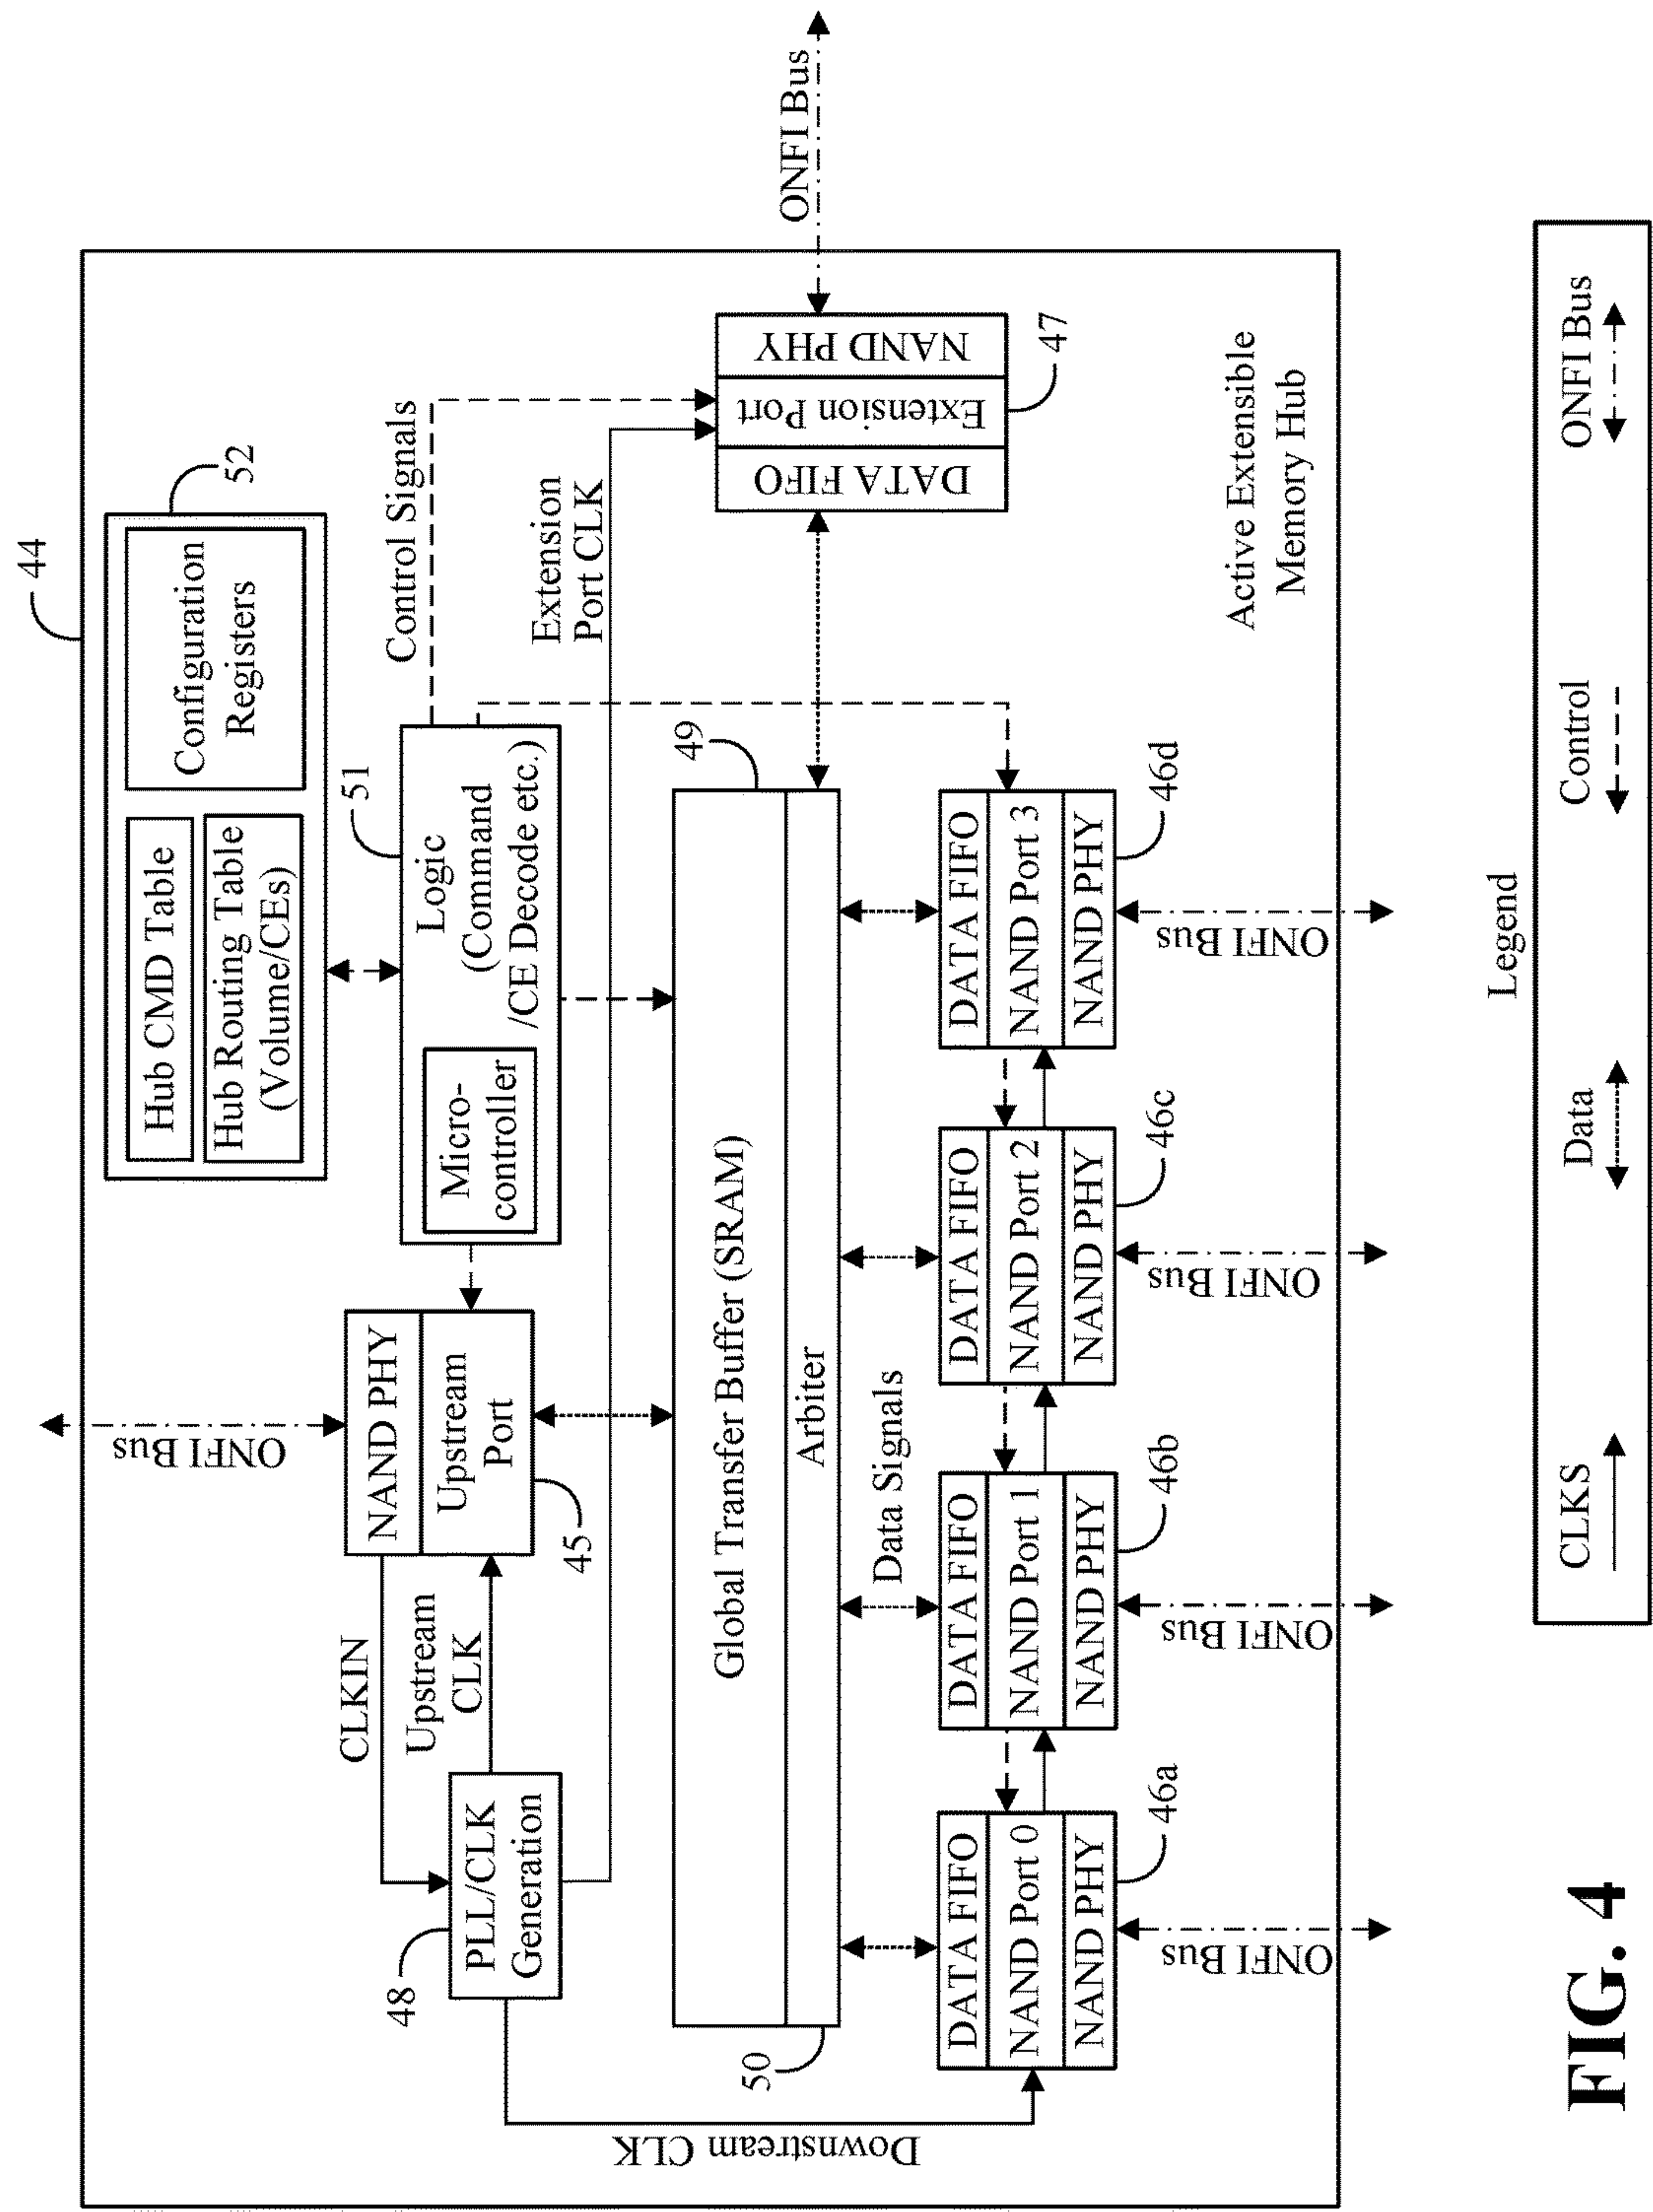 44
52
Hub CMD Table
Hub Routing Table
(Volume/CEs)
Configuration
Registers
ONFI Bus
CLKIN
NAND PHY
Upstream
Port
45
Upstream
CLK
48
PLL/CLK
Generation
51
Micro-
controller
Logic
(Command
/CE Decode etc.)
Control Signals
Extension
Port CLK
49
Global Transfer Buffer (SRAM)
Arbiter
50
Downstream CLK
Data Signals
DATA FIFO
Extension Port
NAND PHY
47
ONFI Bus
DATA FIFO
NAND Port 0
NAND PHY
46a
ONFI Bus
DATA FIFO
NAND Port 1
NAND PHY
46b
ONFI Bus
DATA FIFO
NAND Port 2
NAND PHY
46c
ONFI Bus
DATA FIFO
NAND Port 3
NAND PHY
46d
ONFI Bus
Active Extensible
Memory Hub
Legend
CLKS
Data
Control
ONFI Bus
FIG. 4